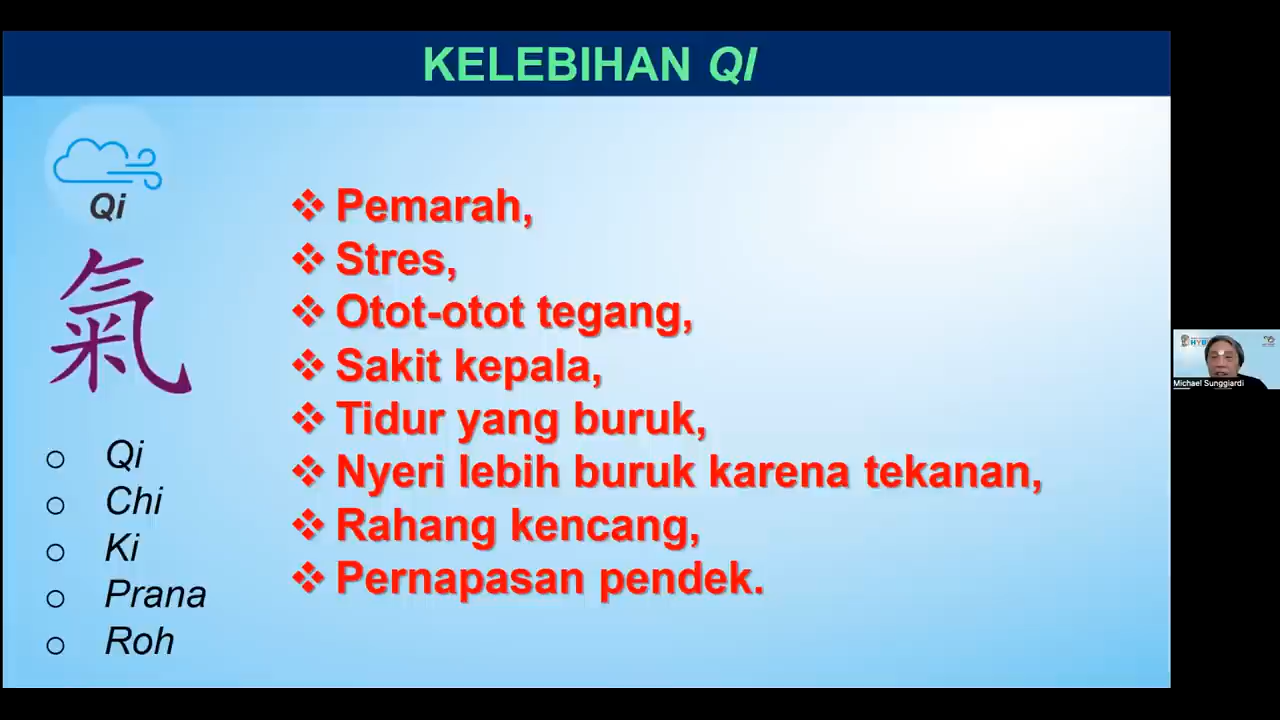 KELEBIHAN QI
Qi
氣
Qi
Chi
Ki
Prana
Roh
Pemarah,
Stres,
Otot-otot tegang,
Sakit kepala,
Tidur yang buruk,
Nyeri lebih buruk karena tekanan,
Rahang kencang,
Pernapasan pendek.
Michael Sunggiardi